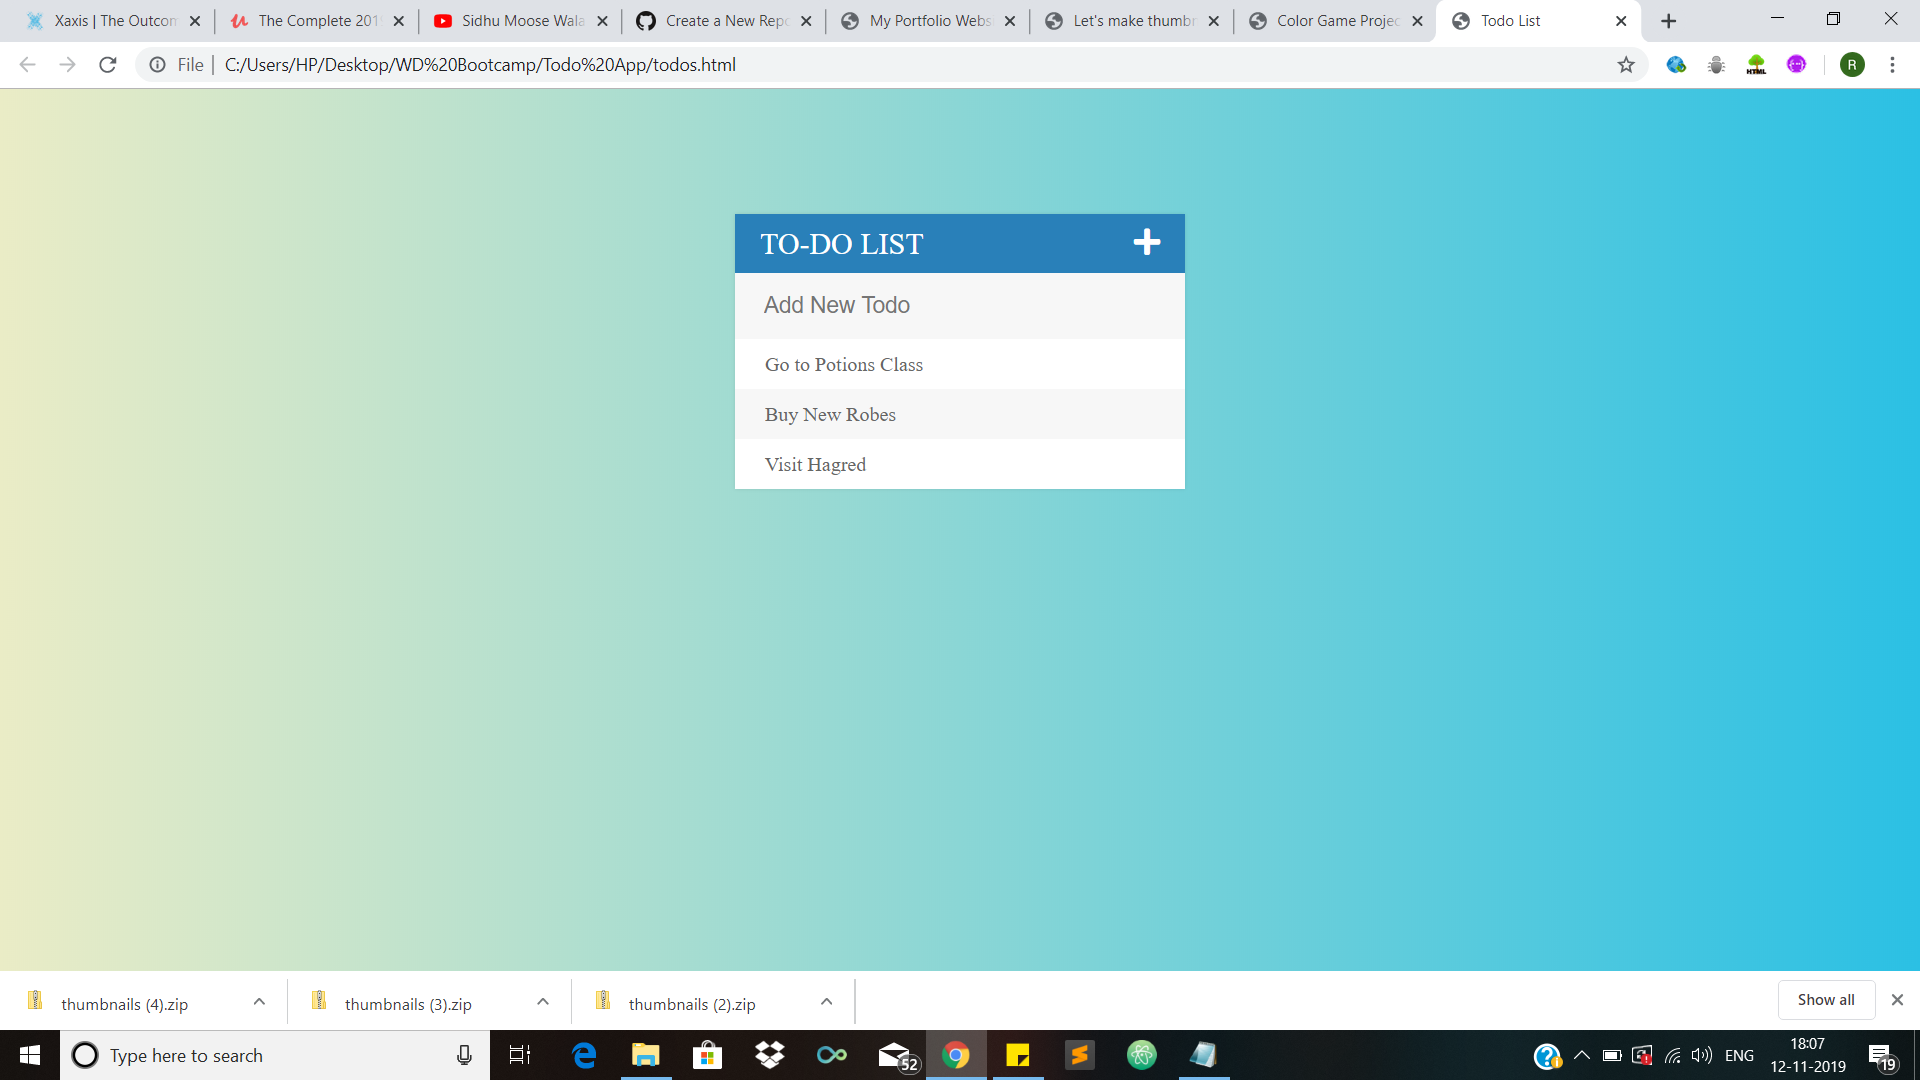 Xaxis | The Outcom
The Complete 201
Sidhu Moose Wala
Create a New Repo
My Portfolio Webs
Let's make thumbn
Color Game Projec
Todo List
File
C:/Users/HP/Desktop/WD%20Bootcamp/Todo%20App/todos.html
HTML
R
TO-DO LIST
Add New Todo
Go to Potions Class
Buy New Robes
Visit Hagred
thumbnails (4).zip
thumbnails (3).zip
thumbnails (2).zip
Show all
Type here to search
52
ENG
18:07
12-11-2019
19